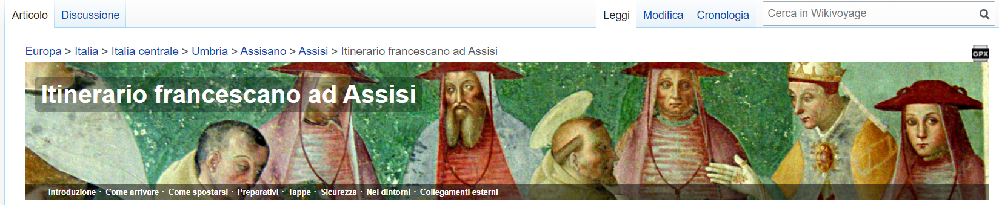 Articolo Discussione Leggi Modifica Cronologia Cerca in Wikivoyage
Europa > Italia > Italia centrale > Umbria > Assisano > Assisi > Itinerario francescano ad Assisi
GPX
Itinerario francescano ad Assisi
Introduzione · Come arrivare · Come spostarsi · Preparativi · Tappe · Sicurezza · Nei dintorni · Collegamenti esterni